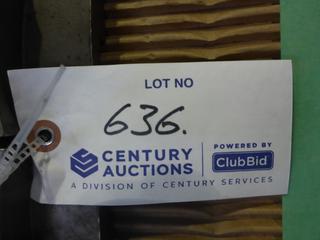 LOT NO
636.
CENTURY AUCTIONS
POWERED BY
ClubBid
A DIVISION OF CENTURY SERVICES